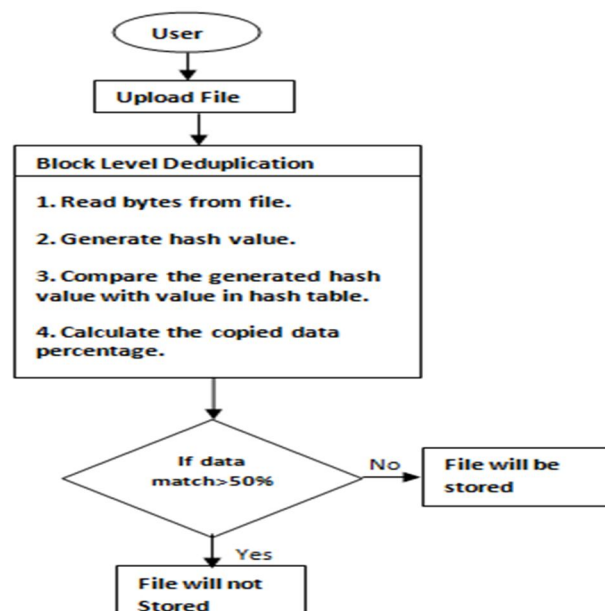 User
Upload File
Block Level Deduplication
1. Read bytes from file.
2. Generate hash value.
3. Compare the generated hash
value with value in hash table.
4. Calculate the copied data
percentage.
If data
match>50%
No
File will be
stored
Yes
File will not
Stored